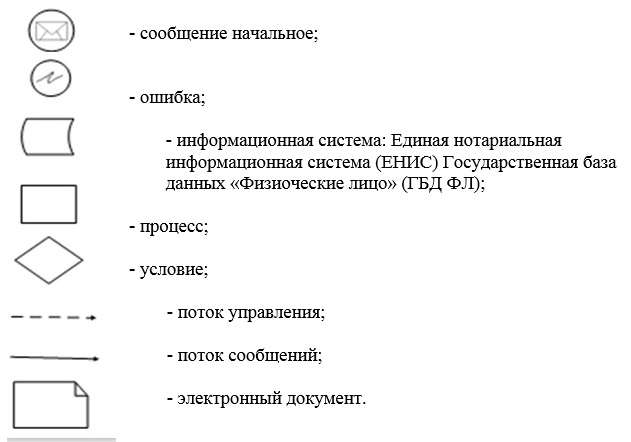 - сообщение начальное;
- ошибка;
- информационная система: Единая нотариальная
информационная система (ЕНИС) Государственная база
данных «Физиоческие лицо» (ГБД ФЛ);
- процесс;
- условие;
- поток управления;
- поток сообщений;
- электронный документ.